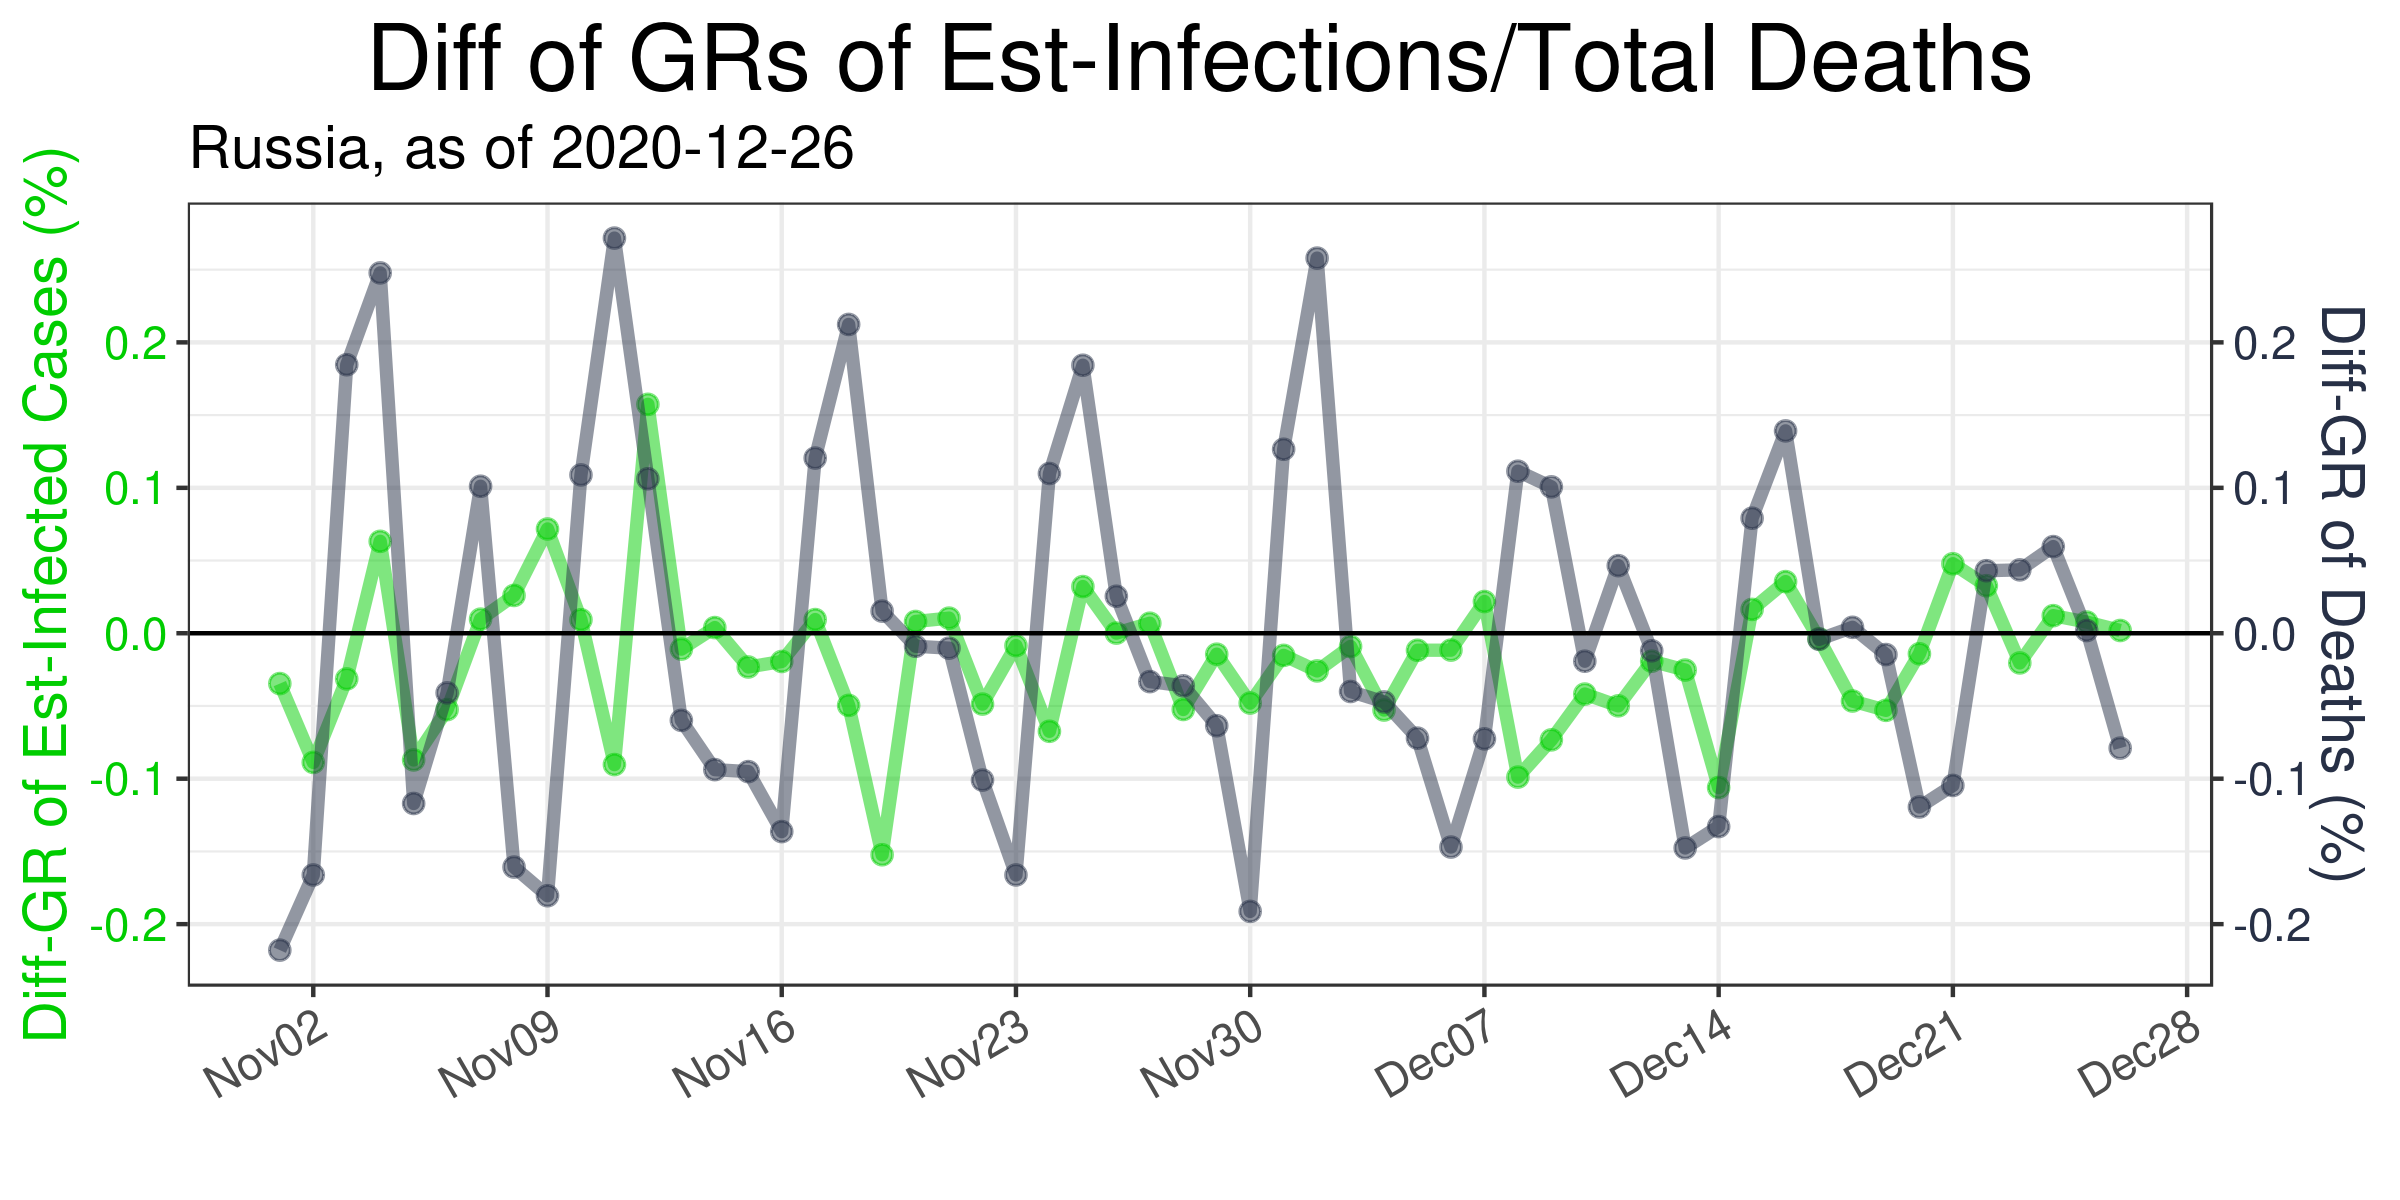 Diff of GRs of Est-Infections/Total Deaths
Russia, as of 2020-12-26
Diff-GR of Est-Infected Cases (%)
0.2
0.1
0.0
-0.1
-0.2
0.2
0.1
0.0
-0.1
-0.2
Diff-GR of Deaths (%)
Nov02
Nov09
Nov16
Nov23
Nov30
Dec07
Dec14
Dec21
Dec28